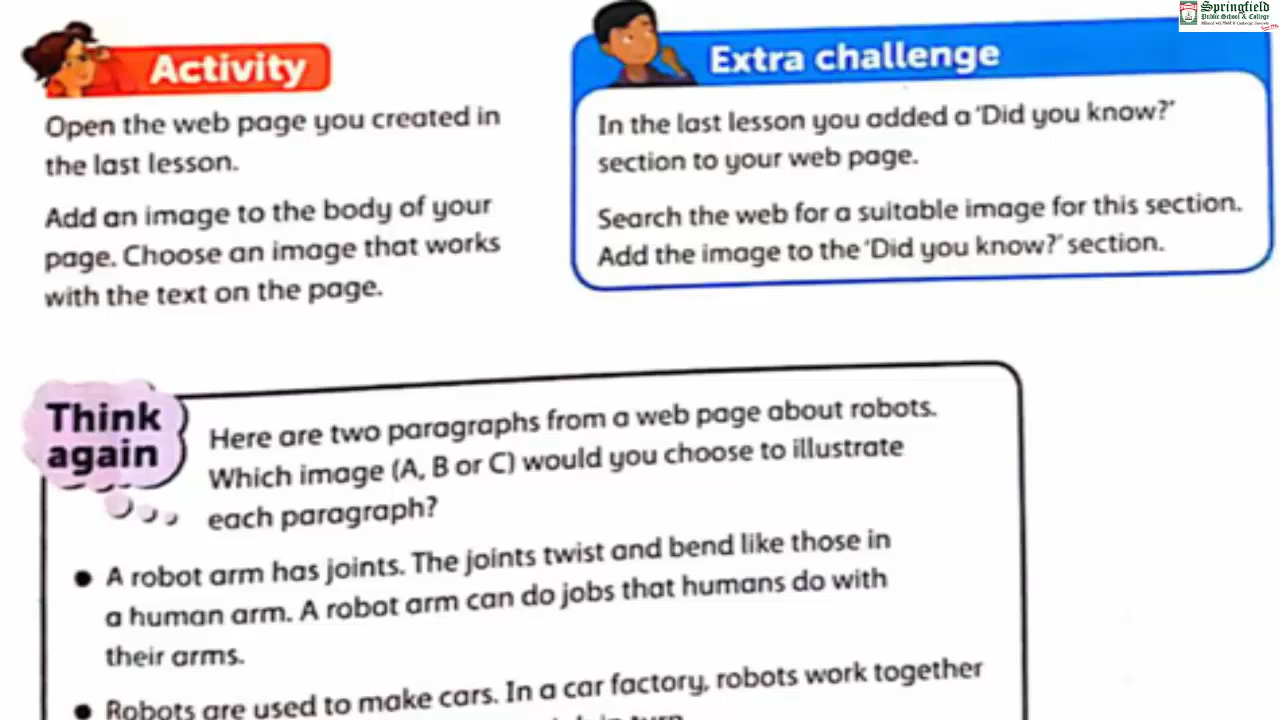 Springfield
Public School & College
Activity
Open the web page you created in
the last lesson.
Add an image to the body of your
page. Choose an image that works
with the text on the page.
Extra challenge
In the last lesson you added a 'Did you know?'
section to your web page.
Search the web for a suitable image for this section.
Add the image to the 'Did you know?' section.
Think
again
Here are two paragraphs from a web page about robots.
Which image (A, B or C) would you choose to illustrate
each paragraph?
● A robot arm has joints. The joints twist and bend like those in
a human arm. A robot arm can do jobs that humans do with
their arms.
● Robots are used to make cars. In a car factory, robots work together
in turn